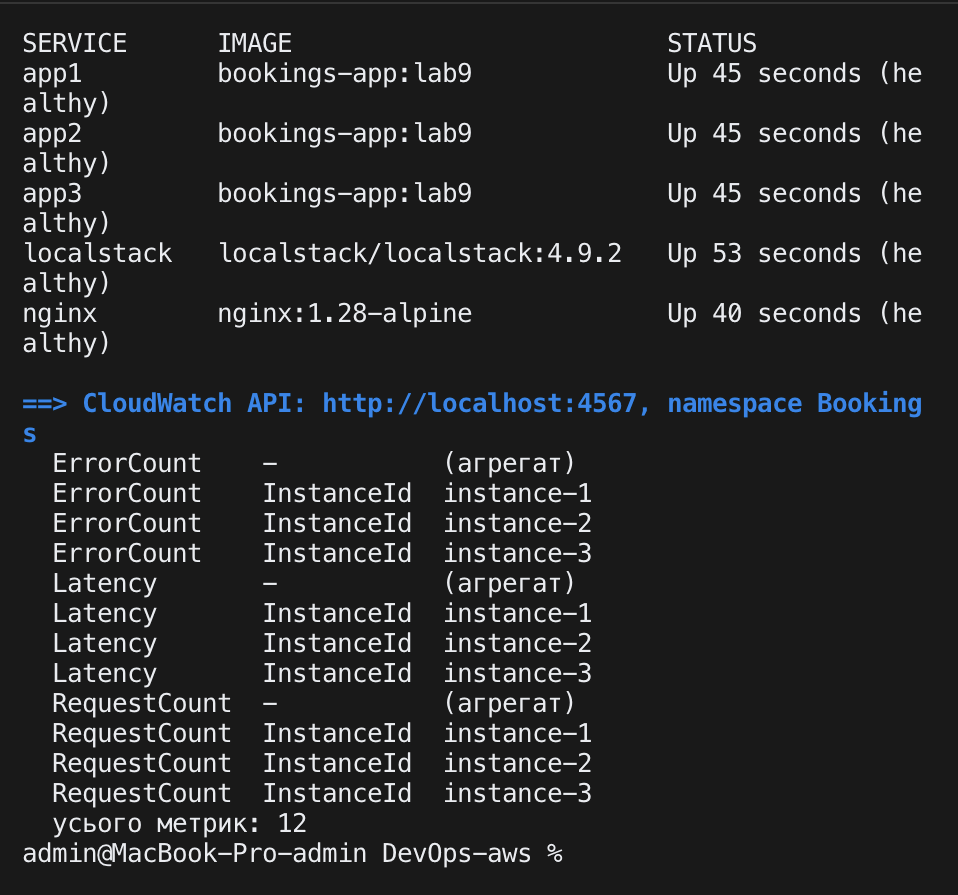 SERVICE      IMAGE                         STATUS
app1         bookings-app:lab9             Up 45 seconds (he
althy)
app2         bookings-app:lab9             Up 45 seconds (he
althy)
app3         bookings-app:lab9             Up 45 seconds (he
althy)
localstack   localstack/localstack:4.9.2   Up 53 seconds (he
althy)
nginx        nginx:1.28-alpine             Up 40 seconds (he
althy)
==> CloudWatch API: http://localhost:4567, namespace Booking
s
  ErrorCount    -           (агрегат)
  ErrorCount    InstanceId  instance-1
  ErrorCount    InstanceId  instance-2
  ErrorCount    InstanceId  instance-3
  Latency       -           (агрегат)
  Latency       InstanceId  instance-1
  Latency       InstanceId  instance-2
  Latency       InstanceId  instance-3
  RequestCount  -           (агрегат)
  RequestCount  InstanceId  instance-1
  RequestCount  InstanceId  instance-2
  RequestCount  InstanceId  instance-3
  усього метрик: 12
admin@MacBook-Pro-admin DevOps-aws %